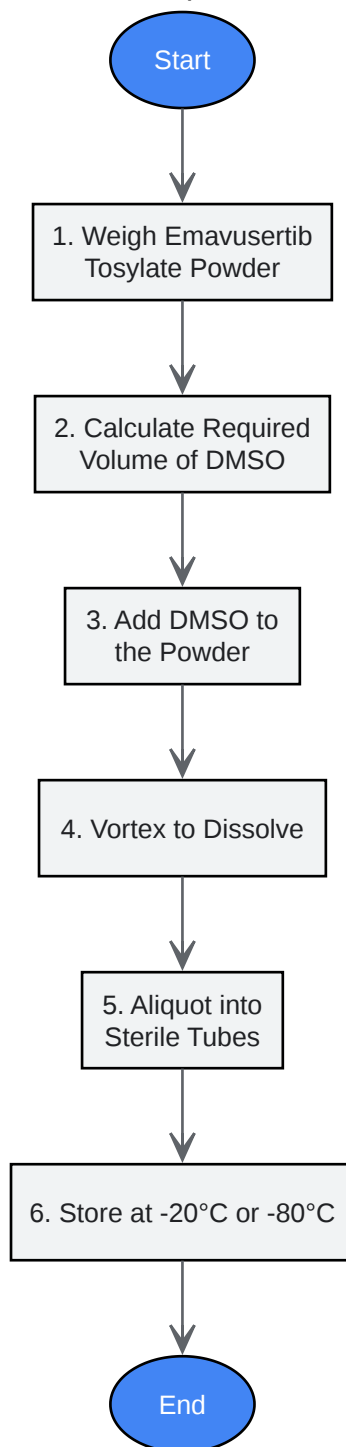 Start
1. Weigh Emavusertib
Tosylate Powder
2. Calculate Required
Volume of DMSO
3. Add DMSO to
the Powder
4. Vortex to Dissolve
5. Aliquot into
Sterile Tubes
6. Store at -20°C or -80°C
End